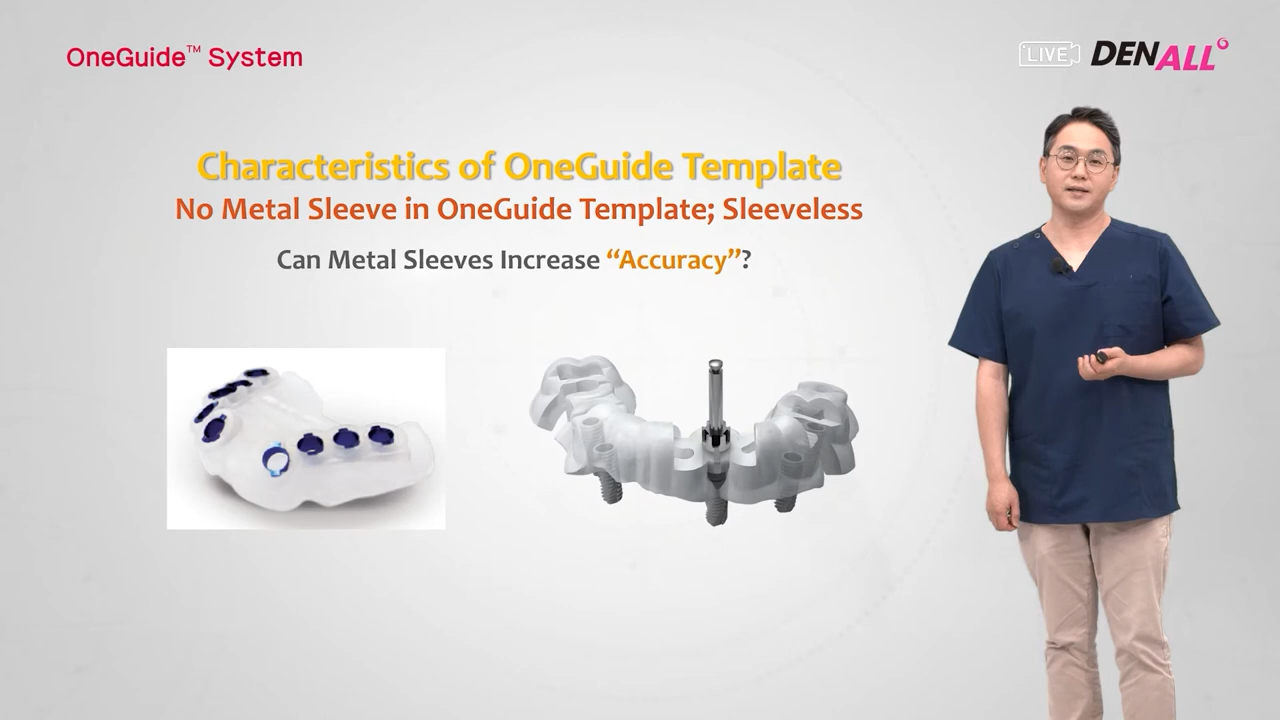 OneGuide™ System
LIVE
DENALL
Characteristics of OneGuide Template
No Metal Sleeve in OneGuide Template; Sleeveless
Can Metal Sleeves Increase “Accuracy”?